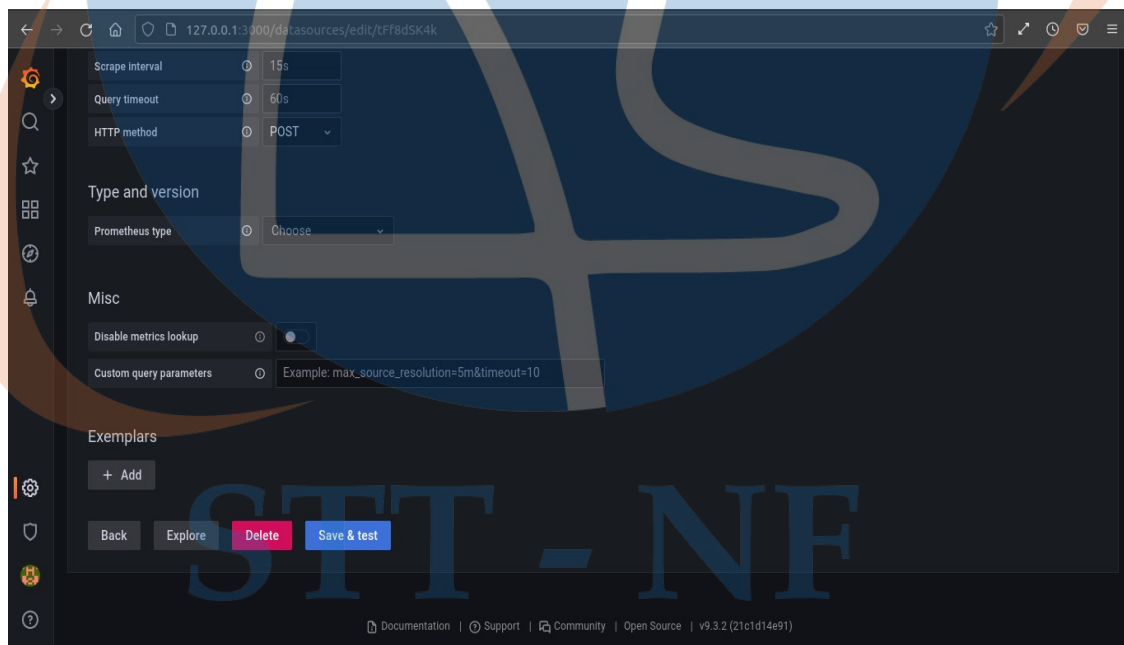 127.0.0.1:3000/datasources/edit/tFf8dSK4k
Scrape interval 15s
Query timeout 60s
HTTP method POST
Type and version
Prometheus type Choose
Misc
Disable metrics lookup
Custom query parameters Example: max_source_resolution=5m&timeout=10
Exemplars
+ Add
Back Explore Delete Save & test
STT - NF
Documentation | Support | Community | Open Source | v9.3.2 (21c1d14e91)